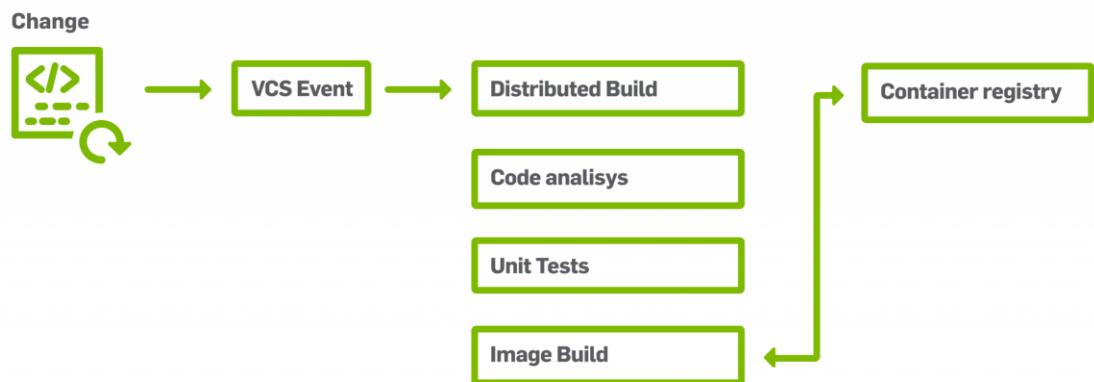 Change
</>
VCS Event
Distributed Build
Container registry
Code analisys
Unit Tests
Image Build